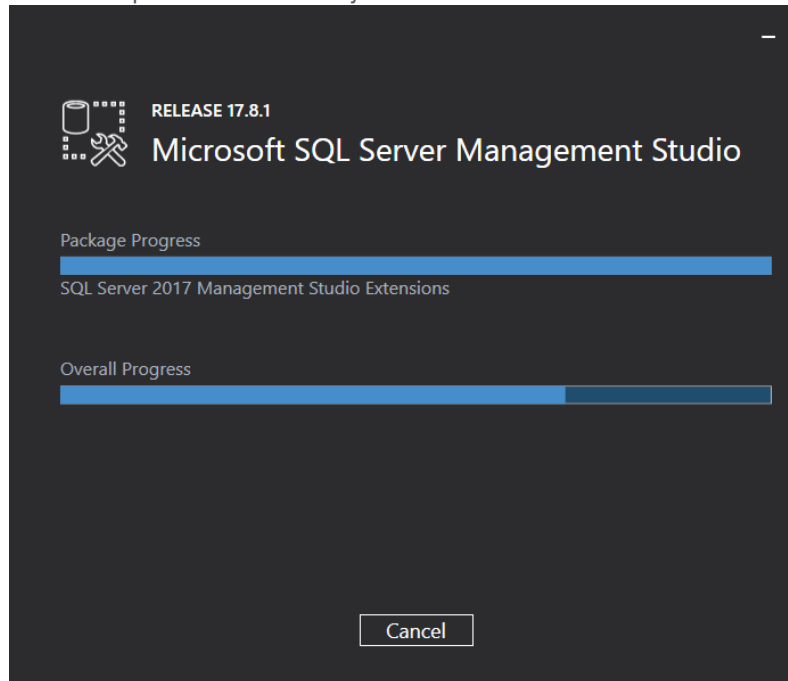 RELEASE 17.8.1
Microsoft SQL Server Management Studio
Package Progress
SQL Server 2017 Management Studio Extensions
Overall Progress
Cancel